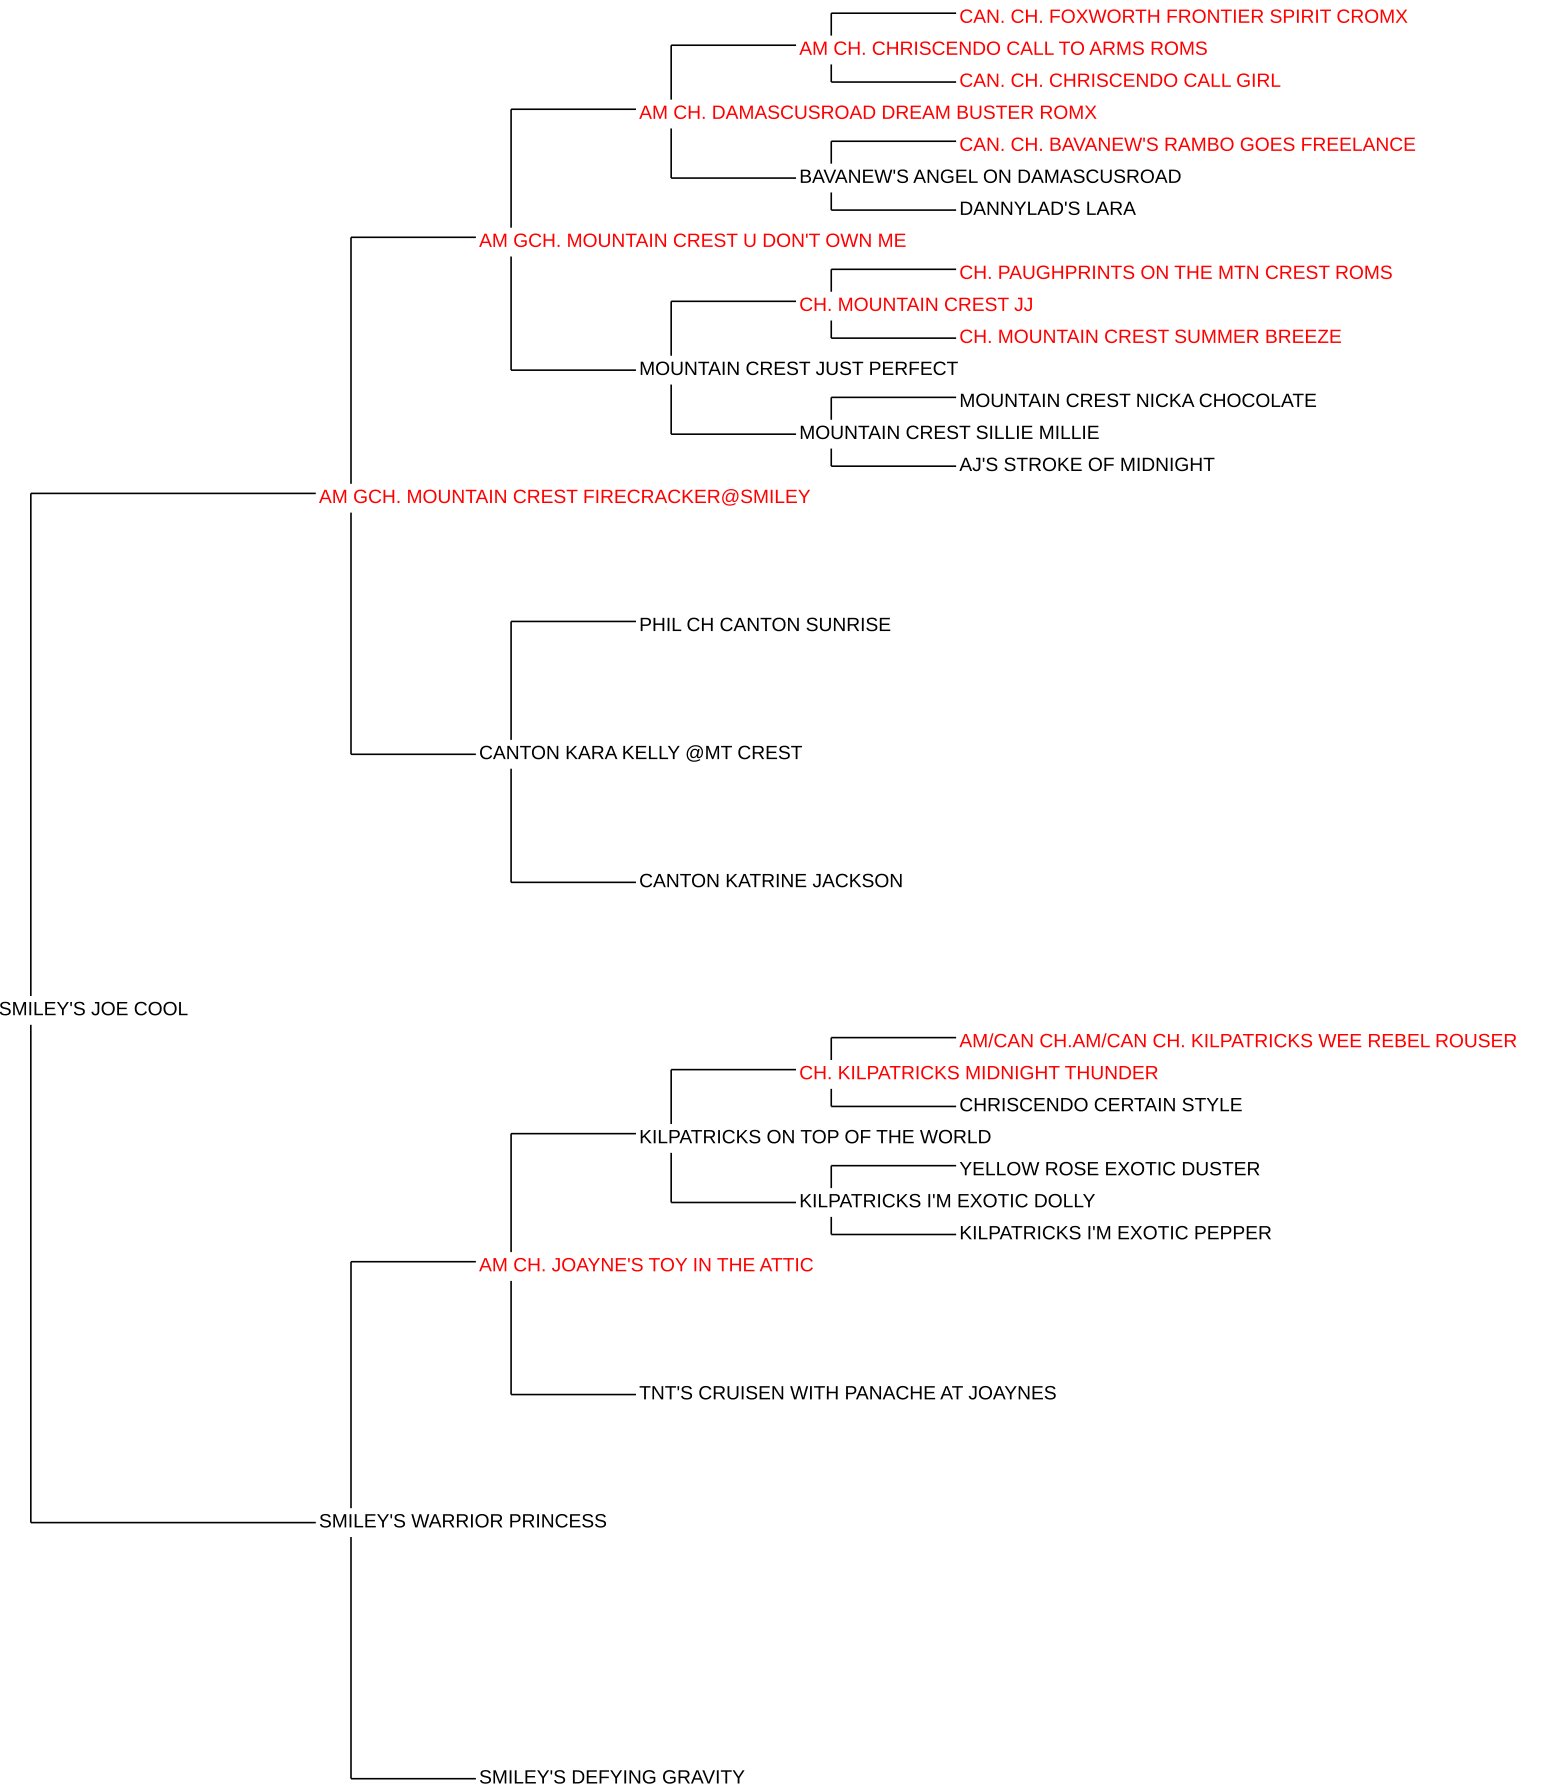 CAN. CH. FOXWORTH FRONTIER SPIRIT CROMX
AM CH. CHRISCENDO CALL TO ARMS ROMS
CAN. CH. CHRISCENDO CALL GIRL
AM CH. DAMASCUSROAD DREAM BUSTER ROMX
CAN. CH. BAVANEW'S RAMBO GOES FREELANCE
BAVANEW'S ANGEL ON DAMASCUSROAD
DANNYLAD'S LARA
AM GCH. MOUNTAIN CREST U DON'T OWN ME
CH. PAUGHPRINTS ON THE MTN CREST ROMS
CH. MOUNTAIN CREST JJ
CH. MOUNTAIN CREST SUMMER BREEZE
MOUNTAIN CREST JUST PERFECT
MOUNTAIN CREST NICKA CHOCOLATE
MOUNTAIN CREST SILLIE MILLIE
AJ'S STROKE OF MIDNIGHT
AM GCH. MOUNTAIN CREST FIRECRACKER@SMILEY
PHIL CH CANTON SUNRISE
CANTON KARA KELLY @MT CREST
CANTON KATRINE JACKSON
SMILEY'S JOE COOL
AM/CAN CH.AM/CAN CH. KILPATRICKS WEE REBEL ROUSER
CH. KILPATRICKS MIDNIGHT THUNDER
CHRISCENDO CERTAIN STYLE
KILPATRICKS ON TOP OF THE WORLD
YELLOW ROSE EXOTIC DUSTER
KILPATRICKS I'M EXOTIC DOLLY
KILPATRICKS I'M EXOTIC PEPPER
AM CH. JOAYNE'S TOY IN THE ATTIC
TNT'S CRUISEN WITH PANACHE AT JOAYNES
SMILEY'S WARRIOR PRINCESS
SMILEY'S DEFYING GRAVITY